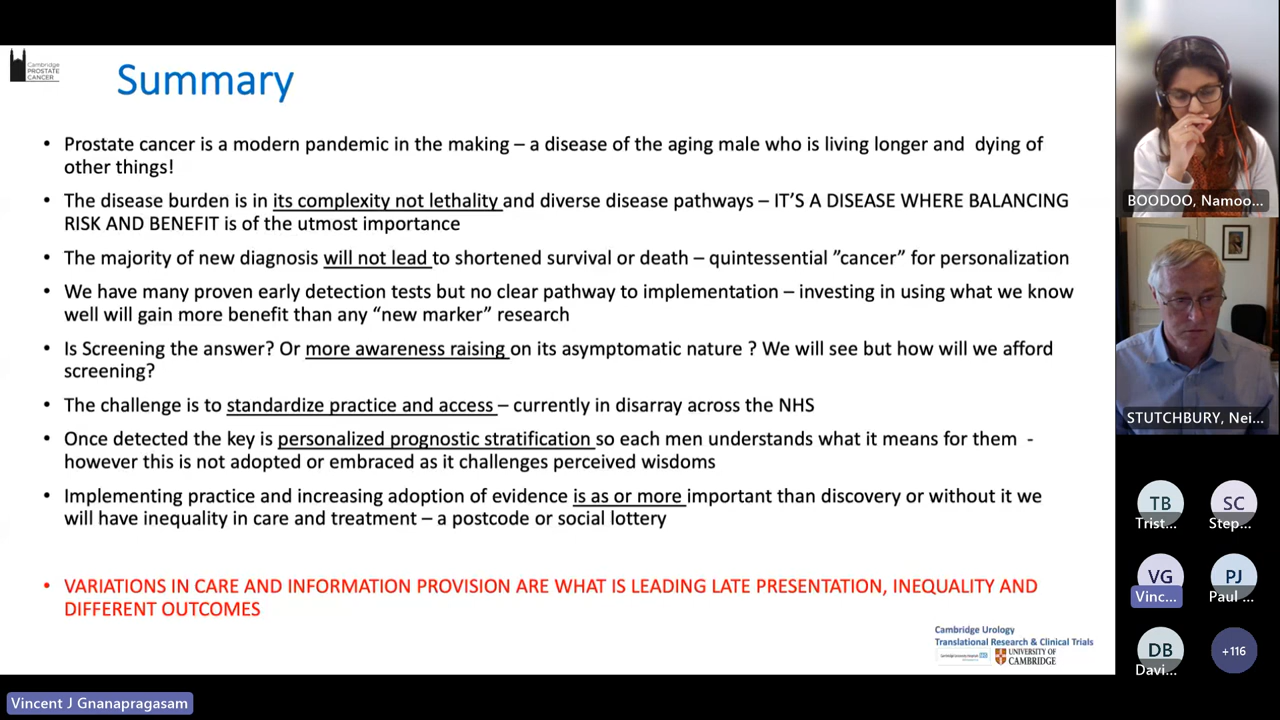 Cambridge
PROSTATE
CANCER
Summary
• Prostate cancer is a modern pandemic in the making – a disease of the aging male who is living longer and dying of
other things!
• The disease burden is in its complexity not lethality and diverse disease pathways – IT'S A DISEASE WHERE BALANCING
RISK AND BENEFIT is of the utmost importance
• The majority of new diagnosis will not lead to shortened survival or death – quintessential "cancer" for personalization
• We have many proven early detection tests but no clear pathway to implementation – investing in using what we know
well will gain more benefit than any "new marker" research
• Is Screening the answer? Or more awareness raising on its asymptomatic nature ? We will see but how will we afford
screening?
• The challenge is to standardize practice and access – currently in disarray across the NHS
• Once detected the key is personalized prognostic stratification so each men understands what it means for them -
however this is not adopted or embraced as it challenges perceived wisdoms
• Implementing practice and increasing adoption of evidence is as or more important than discovery or without it we
will have inequality in care and treatment – a postcode or social lottery
• VARIATIONS IN CARE AND INFORMATION PROVISION ARE WHAT IS LEADING LATE PRESENTATION, INEQUALITY AND
DIFFERENT OUTCOMES
Cambridge Urology
Translational Research & Clinical Trials
UNIVERSITY OF
CAMBRIDGE
Vincent J Gnanapragasam
BOODOO, Namoo...
STUTCHBURY, Nei...
TB
Trist...
SC
Step...
VG
Vinc...
PJ
Paul ...
DB
Davi...
+116